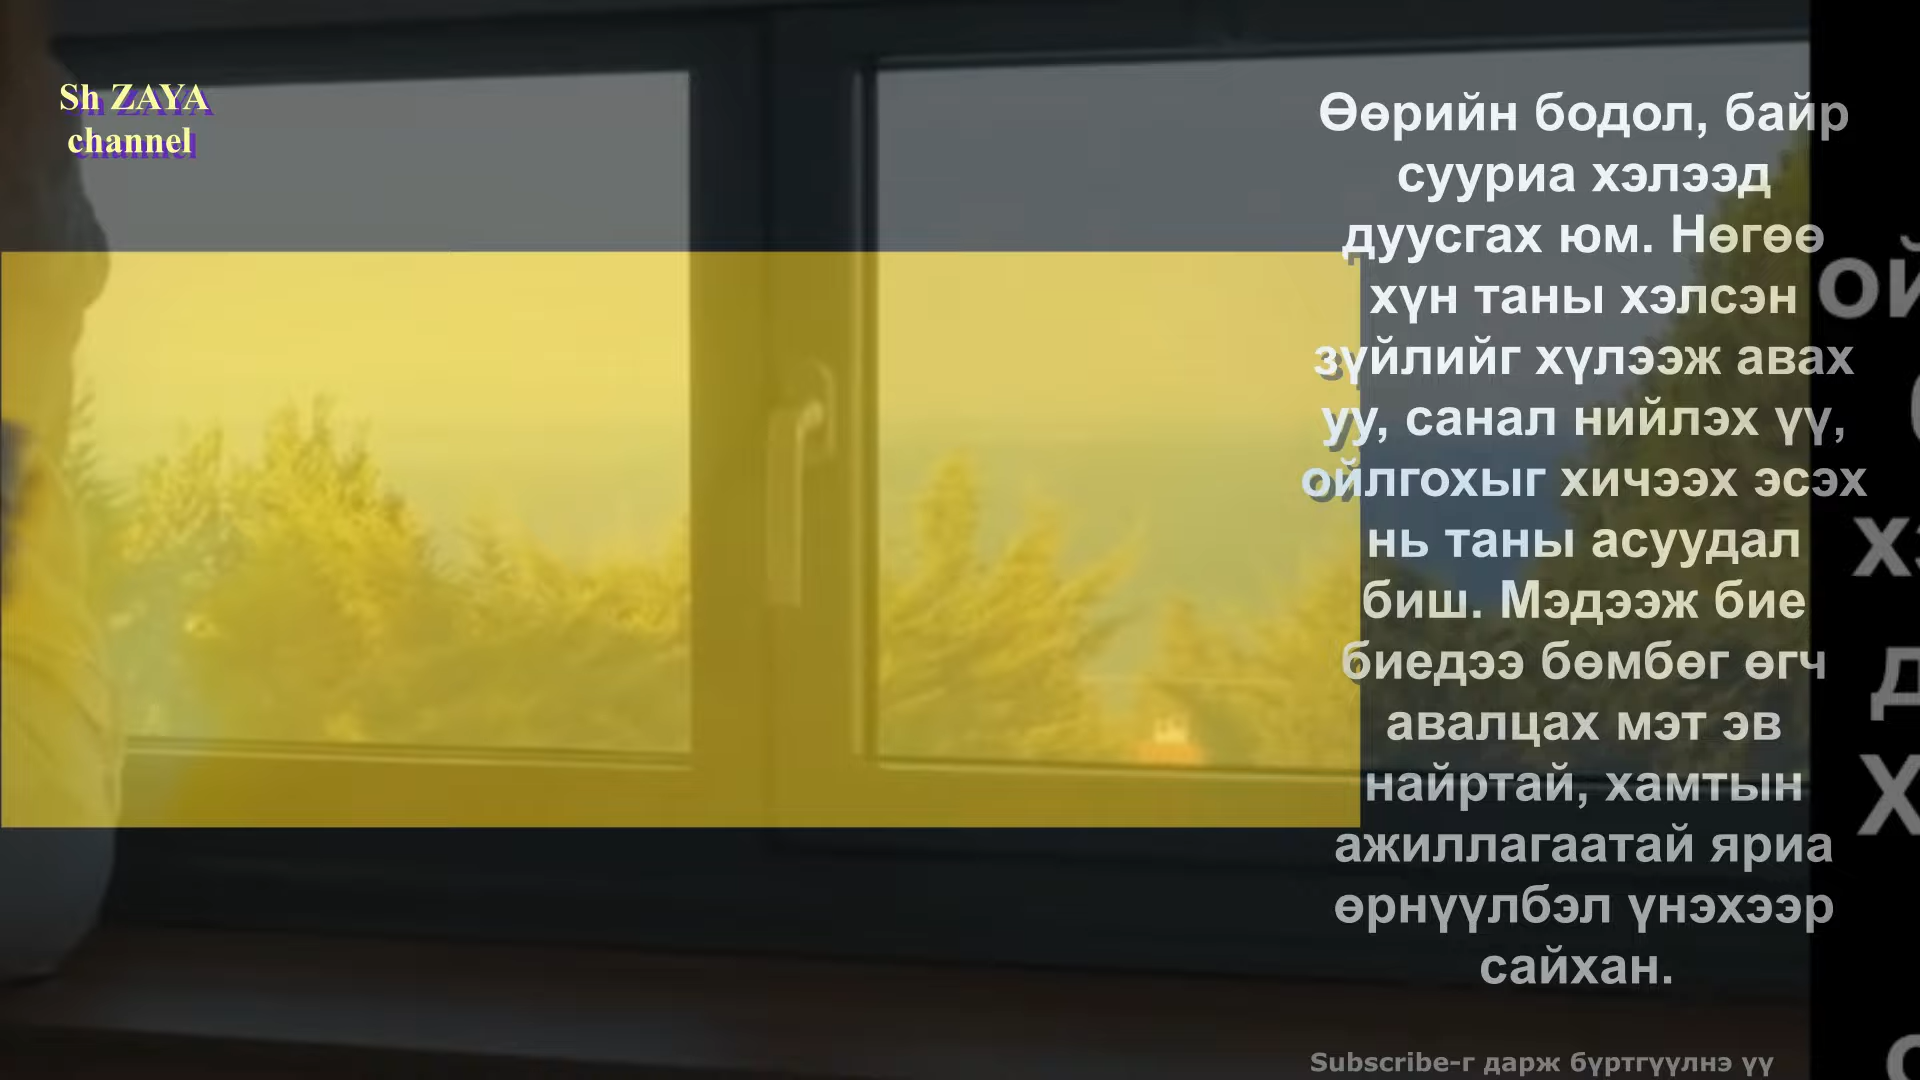 Sh ZAYA
channel
Өөрийн бодол, байр
сууриа хэлээд
дуусгах юм. Нөгөө
хүн таны хэлсэн
зүйлийг хүлээж авах
уу, санал нийлэх үү,
ойлгохыг хичээх эсэх
нь таны асуудал
биш. Мэдээж бие
биедээ бөмбөг өгч
авалцах мэт эв
найртай, хамтын
ажиллагаатай яриа
өрнүүлбэл үнэхээр
сайхан.
Subscribe-г дарж бүртгүүлнэ үү